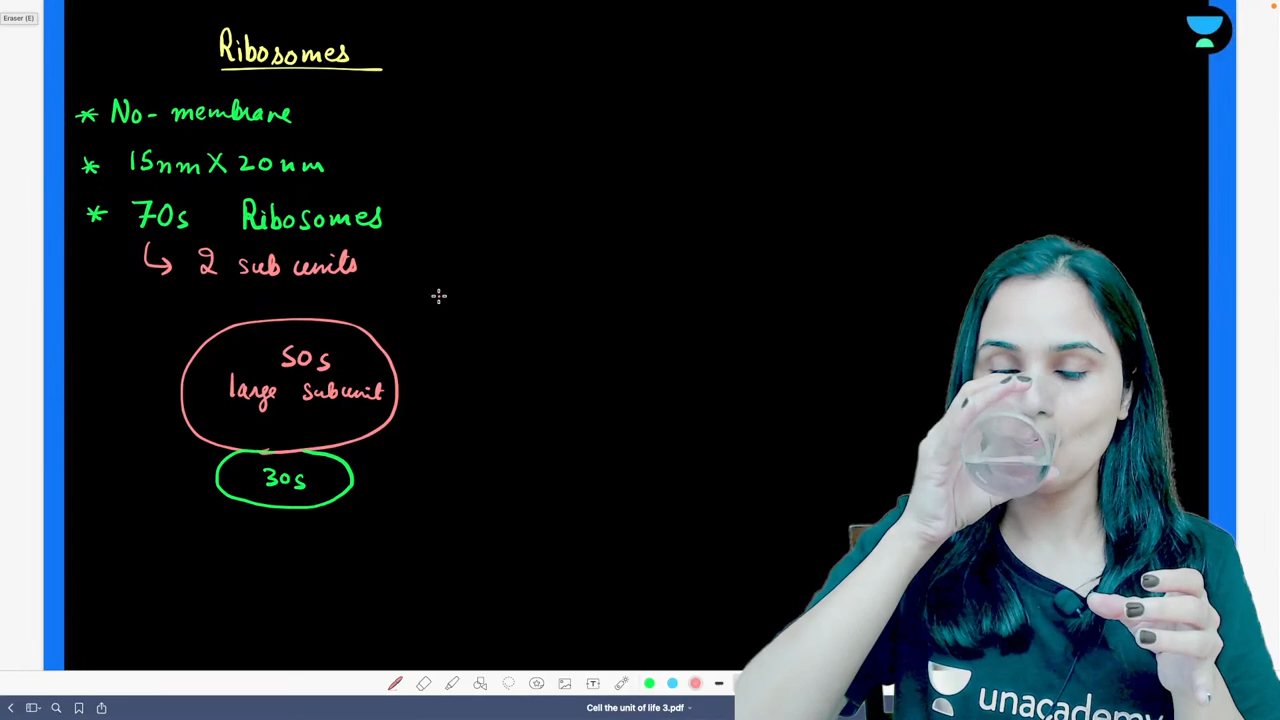 Eraser (E)
Ribosomes
* No- membrane
* 15nm X 20nm
* 70s Ribosomes
↳ 2 sub units
50s
large subunit
30s
unacademy
Cell the unit of life 3.pdf